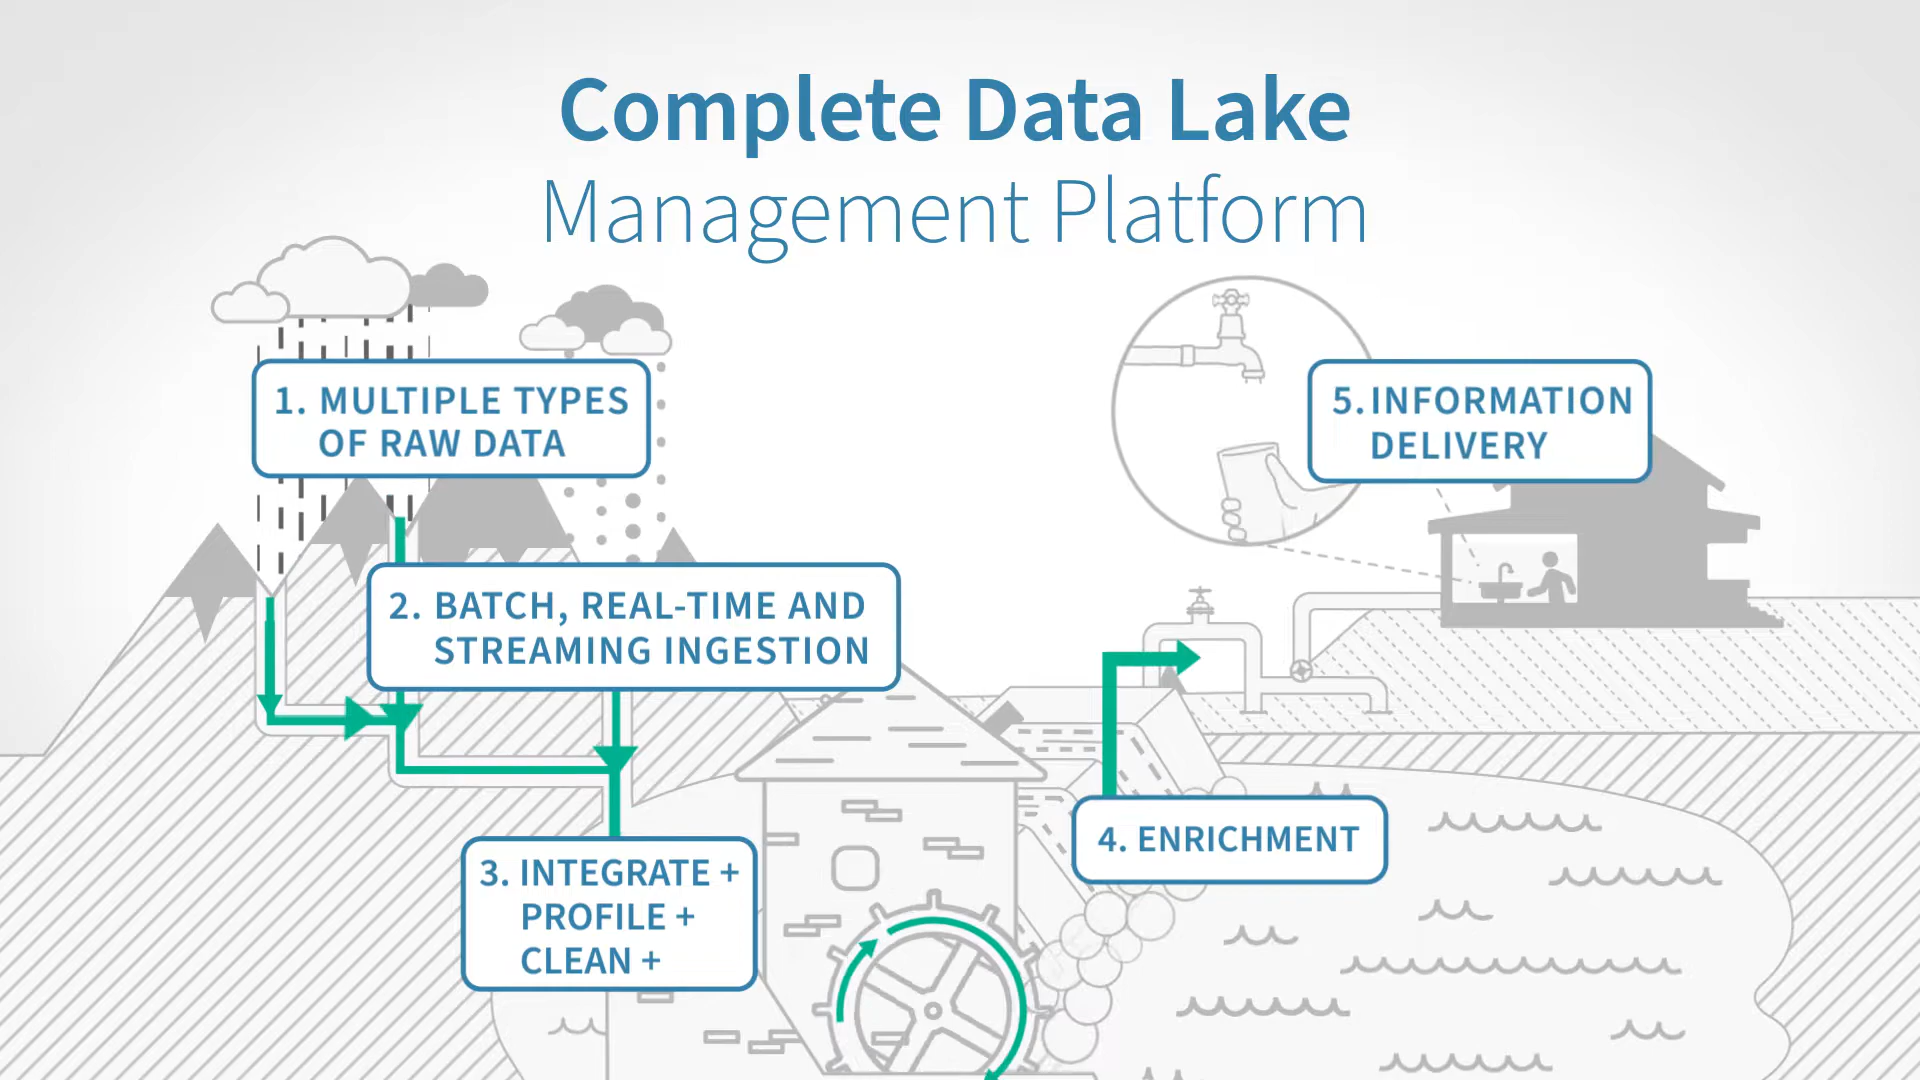 Complete Data Lake
Management Platform
1. MULTIPLE TYPES
OF RAW DATA
2. BATCH, REAL-TIME AND
STREAMING INGESTION
3. INTEGRATE +
PROFILE +
CLEAN +
4. ENRICHMENT
5. INFORMATION
DELIVERY